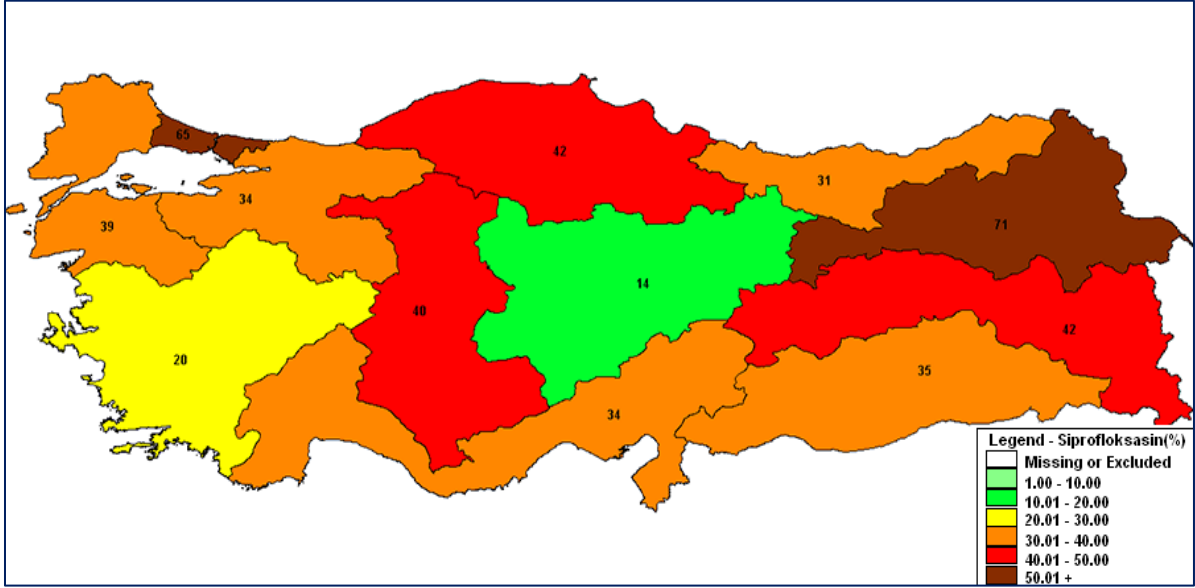 65
42
31
34
39
71
14
40
42
20
35
34
Legend - Siprofloksasin(%)
Missing or Excluded
1.00 - 10.00
10.01 - 20.00
20.01 - 30.00
30.01 - 40.00
40.01 - 50.00
50.01 +